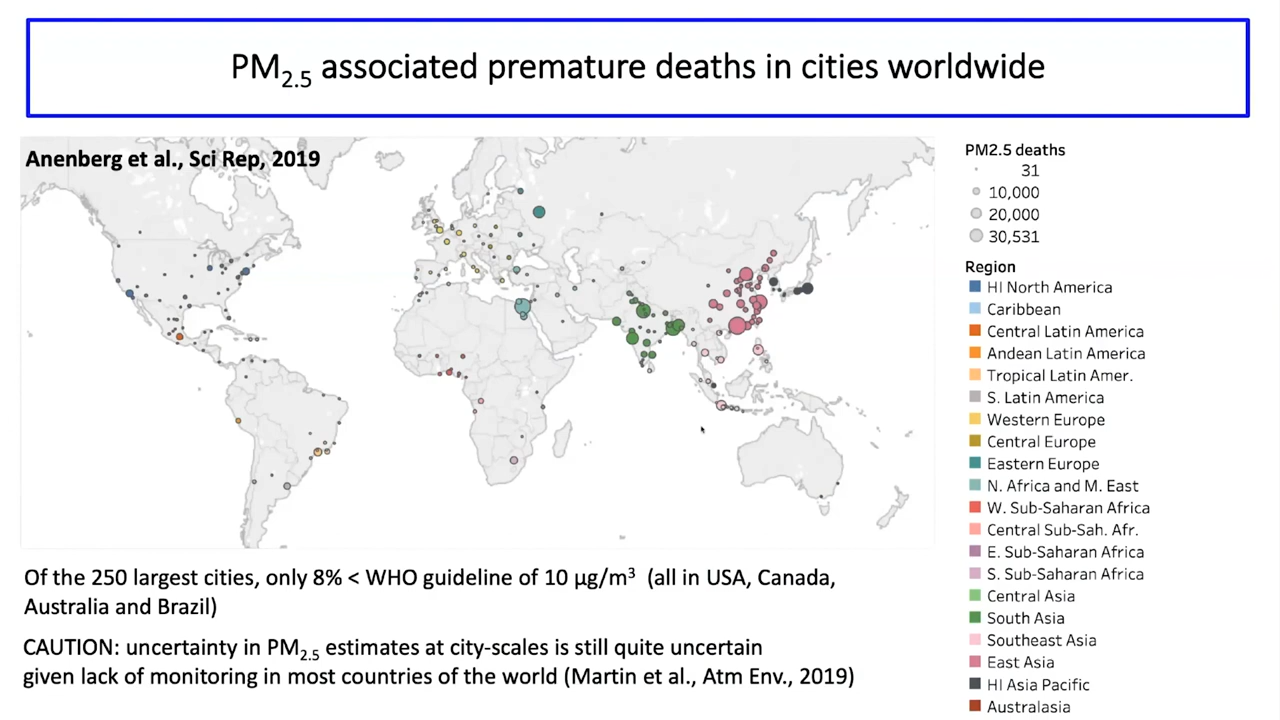 PM2.5 associated premature deaths in cities worldwide
Anenberg et al., Sci Rep, 2019
PM2.5 deaths
31
10,000
20,000
30,531
Region
HI North America
Caribbean
Central Latin America
Andean Latin America
Tropical Latin Amer.
S. Latin America
Western Europe
Central Europe
Eastern Europe
N. Africa and M. East
W. Sub-Saharan Africa
Central Sub-Sah. Afr.
E. Sub-Saharan Africa
S. Sub-Saharan Africa
Central Asia
South Asia
Southeast Asia
East Asia
HI Asia Pacific
Australasia
Of the 250 largest cities, only 8% < WHO guideline of 10 µg/m³ (all in USA, Canada,
Australia and Brazil)
CAUTION: uncertainty in PM2.5 estimates at city-scales is still quite uncertain
given lack of monitoring in most countries of the world (Martin et al., Atm Env., 2019)